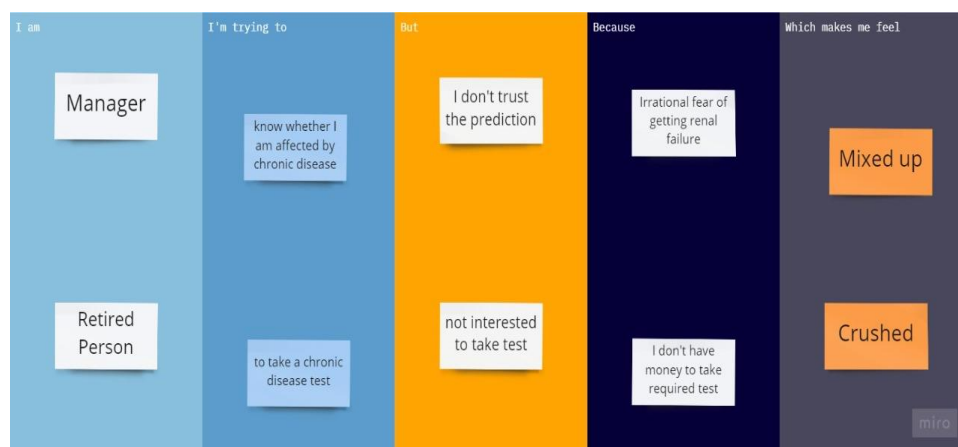 I am
I'm trying to
But
Because
Which makes me feel
Manager
know whether I
am affected by
chronic disease
I don't trust
the prediction
Irrational fear of
getting renal
failure
Mixed up
Retired
Person
to take a chronic
disease test
not interested
to take test
I don't have
money to take
required test
Crushed
miro